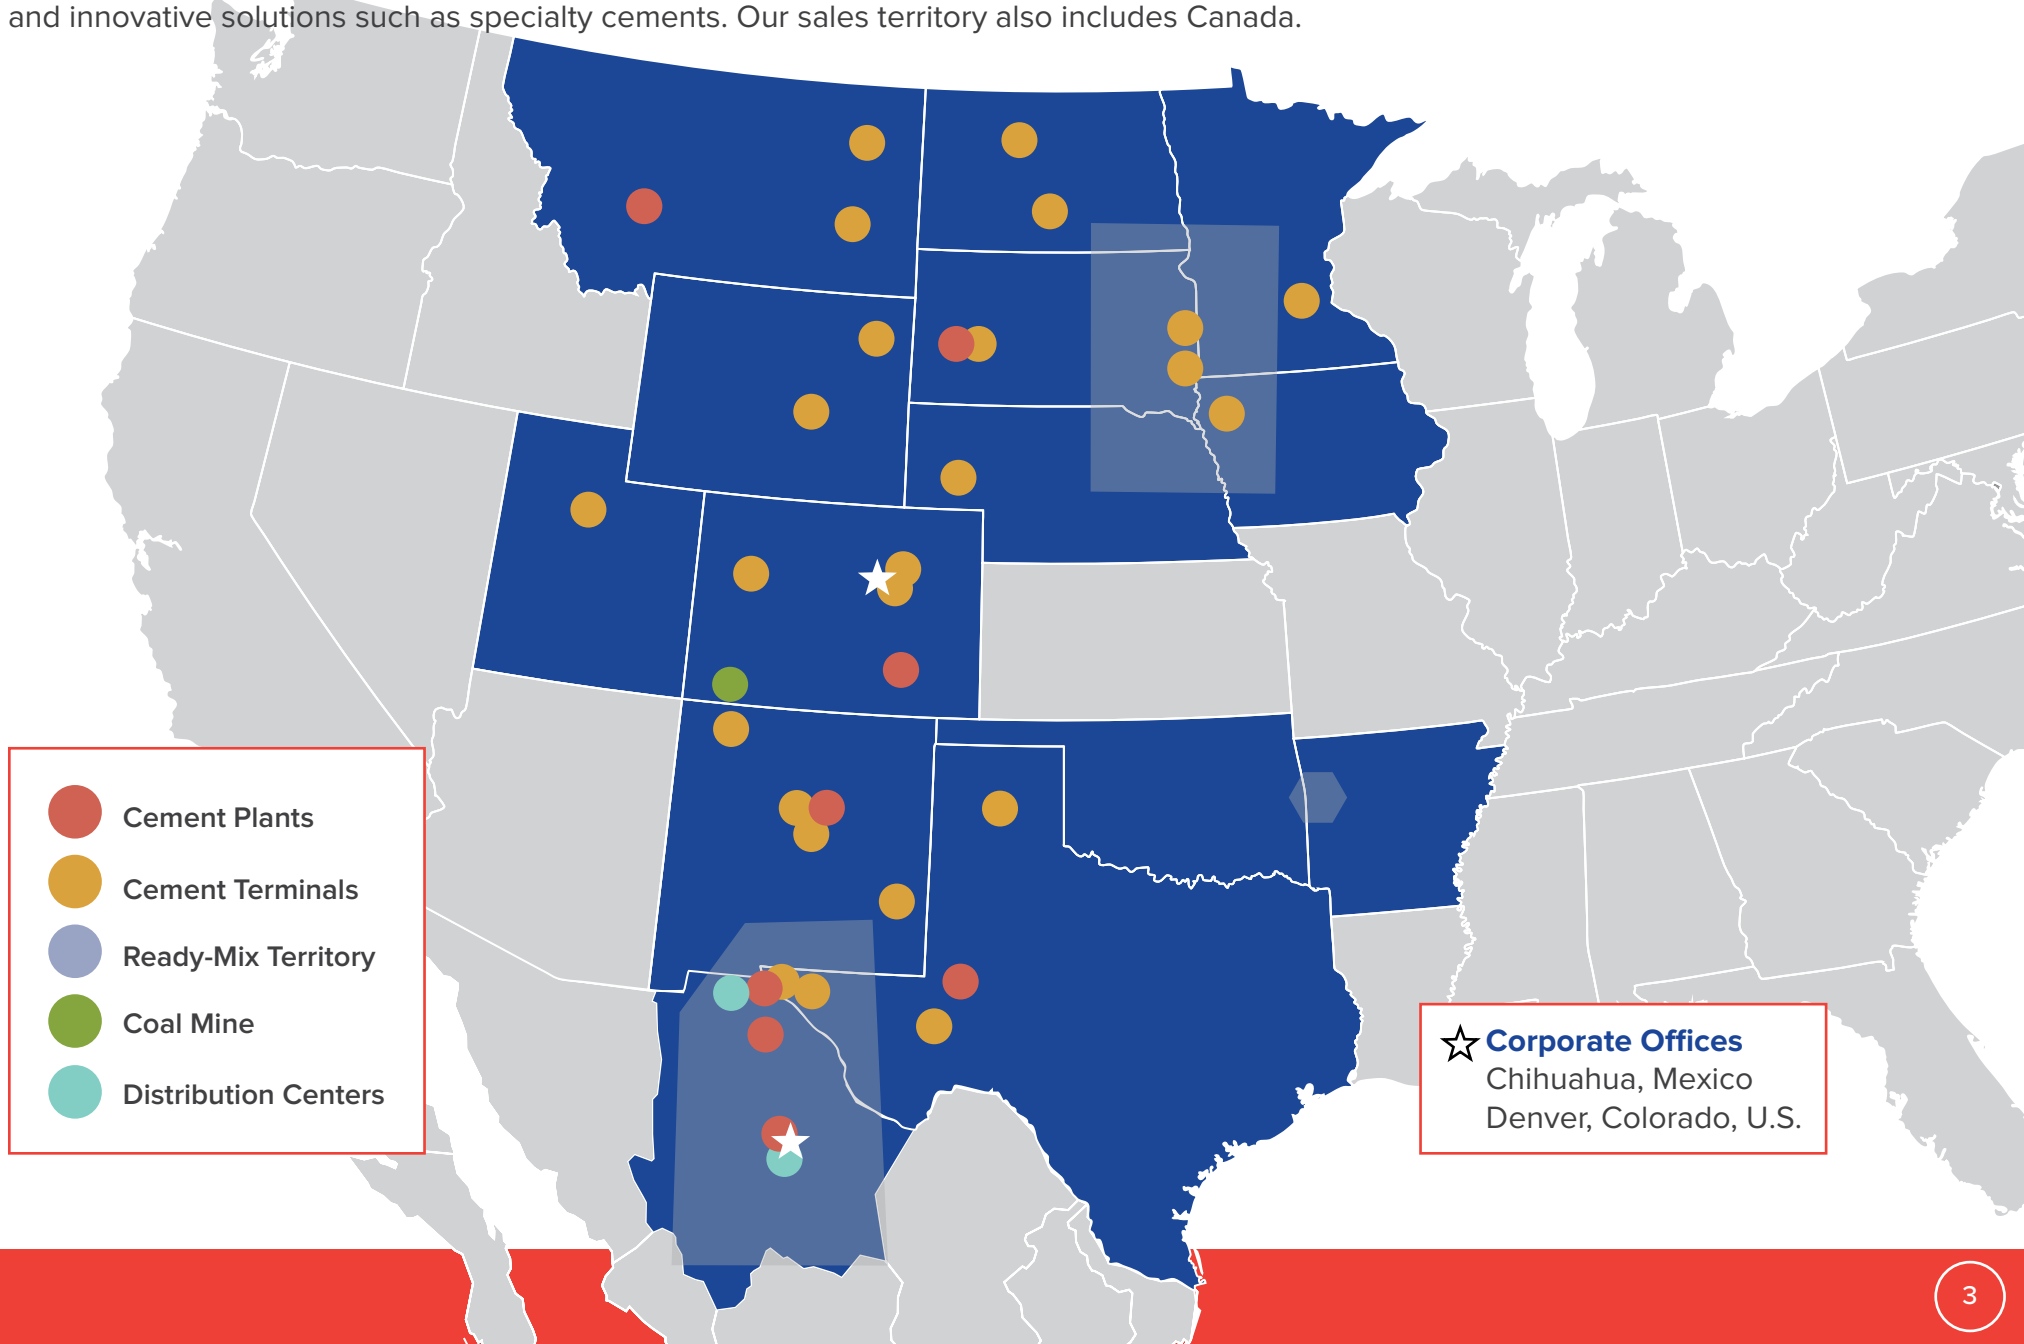 and innovative solutions such as specialty cements. Our sales territory also includes Canada.
Cement Plants
Cement Terminals
Ready-Mix Territory
Coal Mine
Distribution Centers
Corporate Offices
Chihuahua, Mexico
Denver, Colorado, U.S.
3